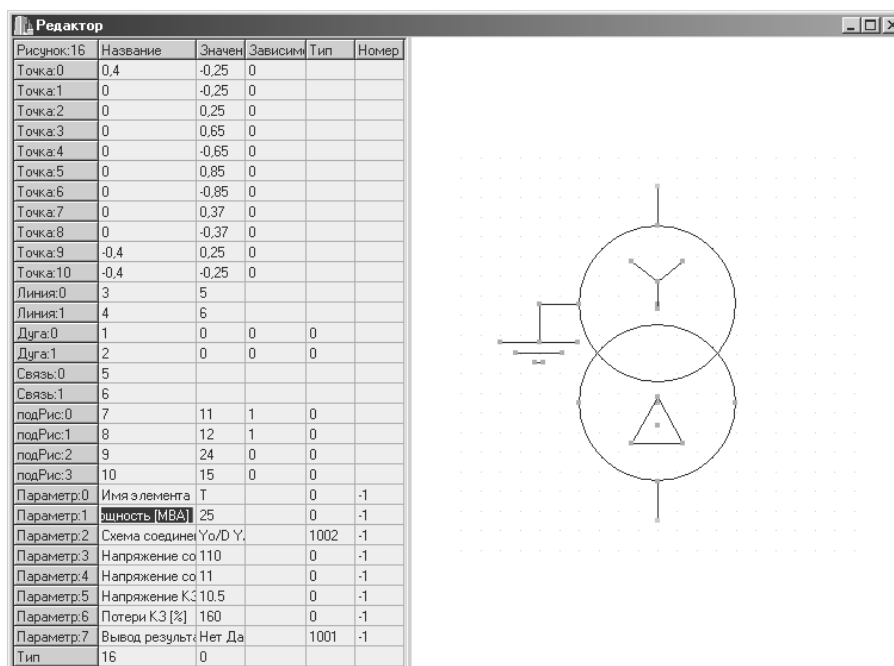 Редактор
Рисунок:16 Название Значен Зависим Тип Номер
Точка:0 0,4 -0,25 0
Точка:1 0 -0,25 0
Точка:2 0 0,25 0
Точка:3 0 0,65 0
Точка:4 0 -0,65 0
Точка:5 0 0,85 0
Точка:6 0 -0,85 0
Точка:7 0 0,37 0
Точка:8 0 -0,37 0
Точка:9 -0,4 0,25 0
Точка:10 -0,4 -0,25 0
Линия:0 3 5
Линия:1 4 6
Дуга:0 1 0 0 0
Дуга:1 2 0 0 0
Связь:0 5
Связь:1 6
подРис:0 7 11 1 0
подРис:1 8 12 1 0
подРис:2 9 24 0 0
подРис:3 10 15 0 0
Параметр:0 Имя элемента T 0 -1
Параметр:1 ощность [МВА] 25 0 -1
Параметр:2 Схема соедине Yo/D Y. 1002 -1
Параметр:3 Напряжение со 110 0 -1
Параметр:4 Напряжение со 11 0 -1
Параметр:5 Напряжение КЗ 10.5 0 -1
Параметр:6 Потери КЗ [%] 160 0 -1
Параметр:7 Вывод результа Нет Да 1001 -1
Тип 16 0